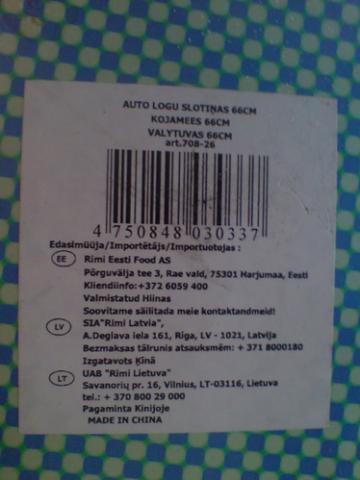 AUTO LOGU SLOTIŅAS 66CM
KOJAMEES 66CM
VALYTUVAS 66CM
art.708-26
4 750848 030337
Edasimüüja/Importētājs/Importuotojas :
EE Rimi Eesti Food AS
Põrguvälja tee 3, Rae vald, 75301 Harjumaa, Eesti
Kliendiinfo:+372 6059 400
Valmistatud Hiinas
Soovitame säilitada meie kontaktandmeid!
LV SIA"Rimi Latvia",
A.Deglava iela 161, Rīga, LV - 1021, Latvija
Bezmaksas tālrunis atsauksmēm: + 371 8000180
Izgatavots Ķīnā
LT UAB "Rimi Lietuva"
Savanorių pr. 16, Vilnius, LT-03116, Lietuva
tel.: + 370 800 29 000
Pagaminta Kinijoje
MADE IN CHINA